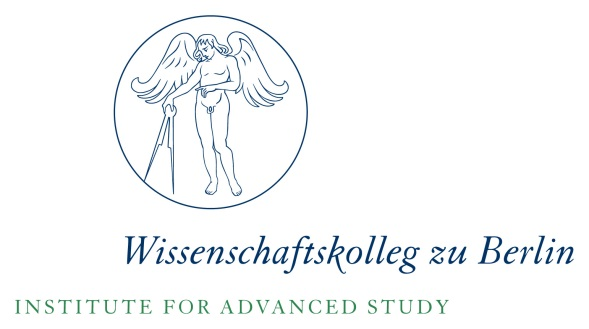 Wissenschaftskolleg zu Berlin
INSTITUTE FOR ADVANCED STUDY